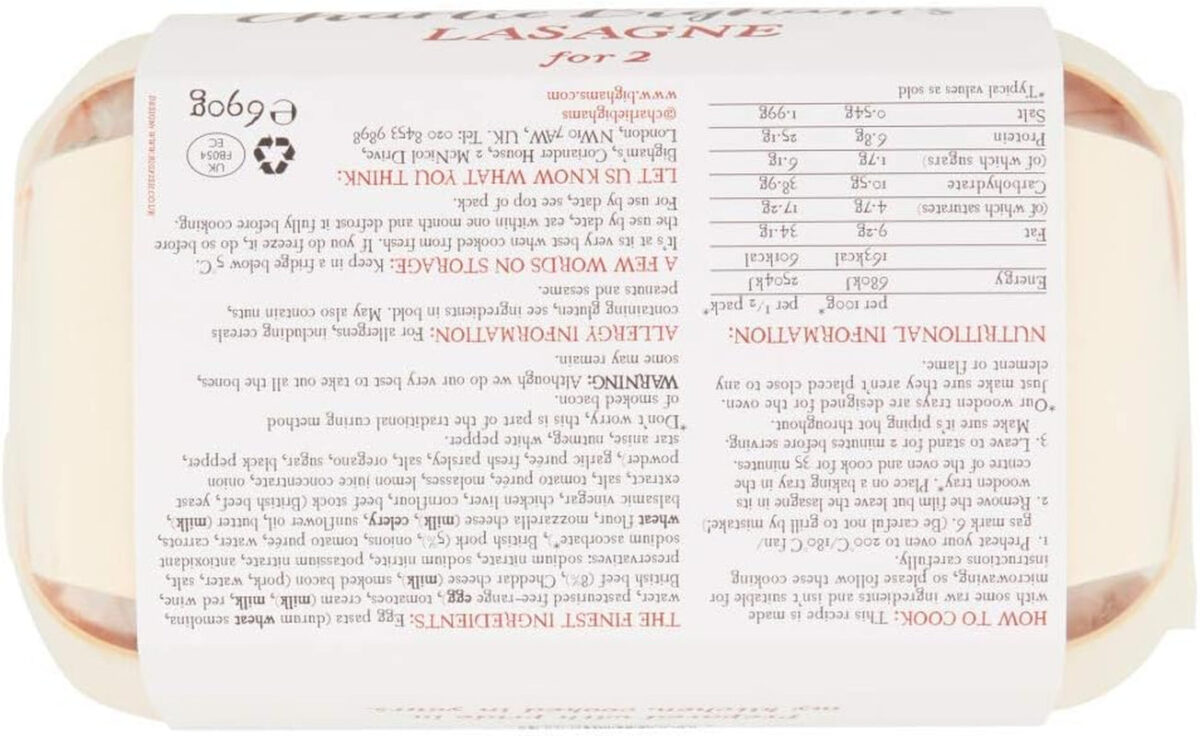 Prepared with pride in
my kitchen, cooked in yours.
HOW TO COOK: This recipe is made
with some raw ingredients and isn't suitable for
microwaving, so please follow these cooking
instructions carefully.
1. Preheat your oven to 200°C/180°C fan/
gas mark 6. (Be careful not to grill by mistake!)
2. Remove the film but leave the lasagne in its
wooden tray*. Place on a baking tray in the
centre of the oven and cook for 35 minutes.
3. Leave to stand for 2 minutes before serving.
Make sure it's piping hot throughout.
*Our wooden trays are designed for the oven.
Just make sure they aren't placed close to any
element or flame.
NUTRITIONAL INFORMATION:
per 100g* per 1/2 pack*
Energy 680kJ 2504kJ
163kcal 601kcal
Fat 9.2g 34.1g
(of which saturates) 4.7g 17.2g
Carbohydrate 10.5g 38.9g
(of which sugars) 1.7g 6.1g
Protein 6.8g 25.1g
Salt 0.54g 1.99g
*Typical values as sold
THE FINEST INGREDIENTS: Egg pasta (durum wheat semolina,
water, pasteurised free-range egg), tomatoes, cream (milk), milk, red wine,
British beef (8%), Cheddar cheese (milk), smoked bacon (pork, water, salt,
preservatives: sodium nitrate, sodium nitrite, potassium nitrate, antioxidant
sodium ascorbate*), British pork (5%), onions, tomato purée, water, carrots,
wheat flour, mozzarella cheese (milk), celery, sunflower oil, butter (milk),
balsamic vinegar, chicken liver, cornflour, beef stock (British beef, yeast
extract, salt, tomato purée, molasses, lemon juice concentrate, onion
powder), garlic purée, fresh parsley, salt, oregano, sugar, black pepper,
star anise, nutmeg, white pepper.
*Don't worry, this is part of the traditional curing method
of smoked bacon.
WARNING: Although we do our very best to take out all the bones,
some may remain.
ALLERGY INFORMATION: For allergens, including cereals
containing gluten, see ingredients in bold. May also contain nuts,
peanuts and sesame.
A FEW WORDS ON STORAGE: Keep in a fridge below 5°C.
It's at its very best when cooked from fresh. If you do freeze it, do so before
the use by date, eat within one month and defrost it fully before cooking.
For use by date, see top of pack.
LET US KNOW WHAT YOU THINK:
Bigham's, Coriander House, 2 McNicol Drive,
London, NW10 7AW, UK. Tel: 020 8453 9898
@charliebighams
www.bighams.com
UK
FB054
EC
℮690g
Charlie Bigham's
LASAGNE
for 2